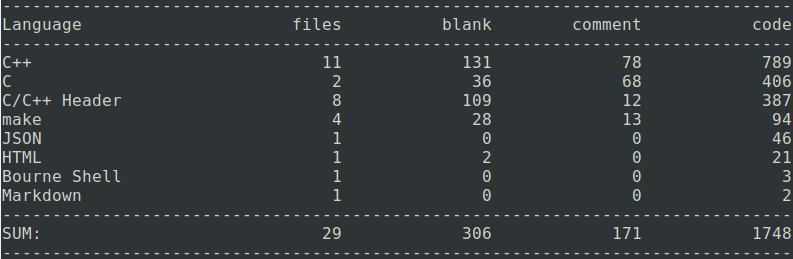 -------------------------------------------------------------------------------
Language                     files          blank        comment           code
-------------------------------------------------------------------------------
C++                             11            131             78            789
C                                2             36             68            406
C/C++ Header                     8            109             12            387
make                             4             28             13             94
JSON                             1              0              0             46
HTML                             1              2              0             21
Bourne Shell                     1              0              0              3
Markdown                         1              0              0              2
-------------------------------------------------------------------------------
SUM:                            29            306            171           1748
-------------------------------------------------------------------------------